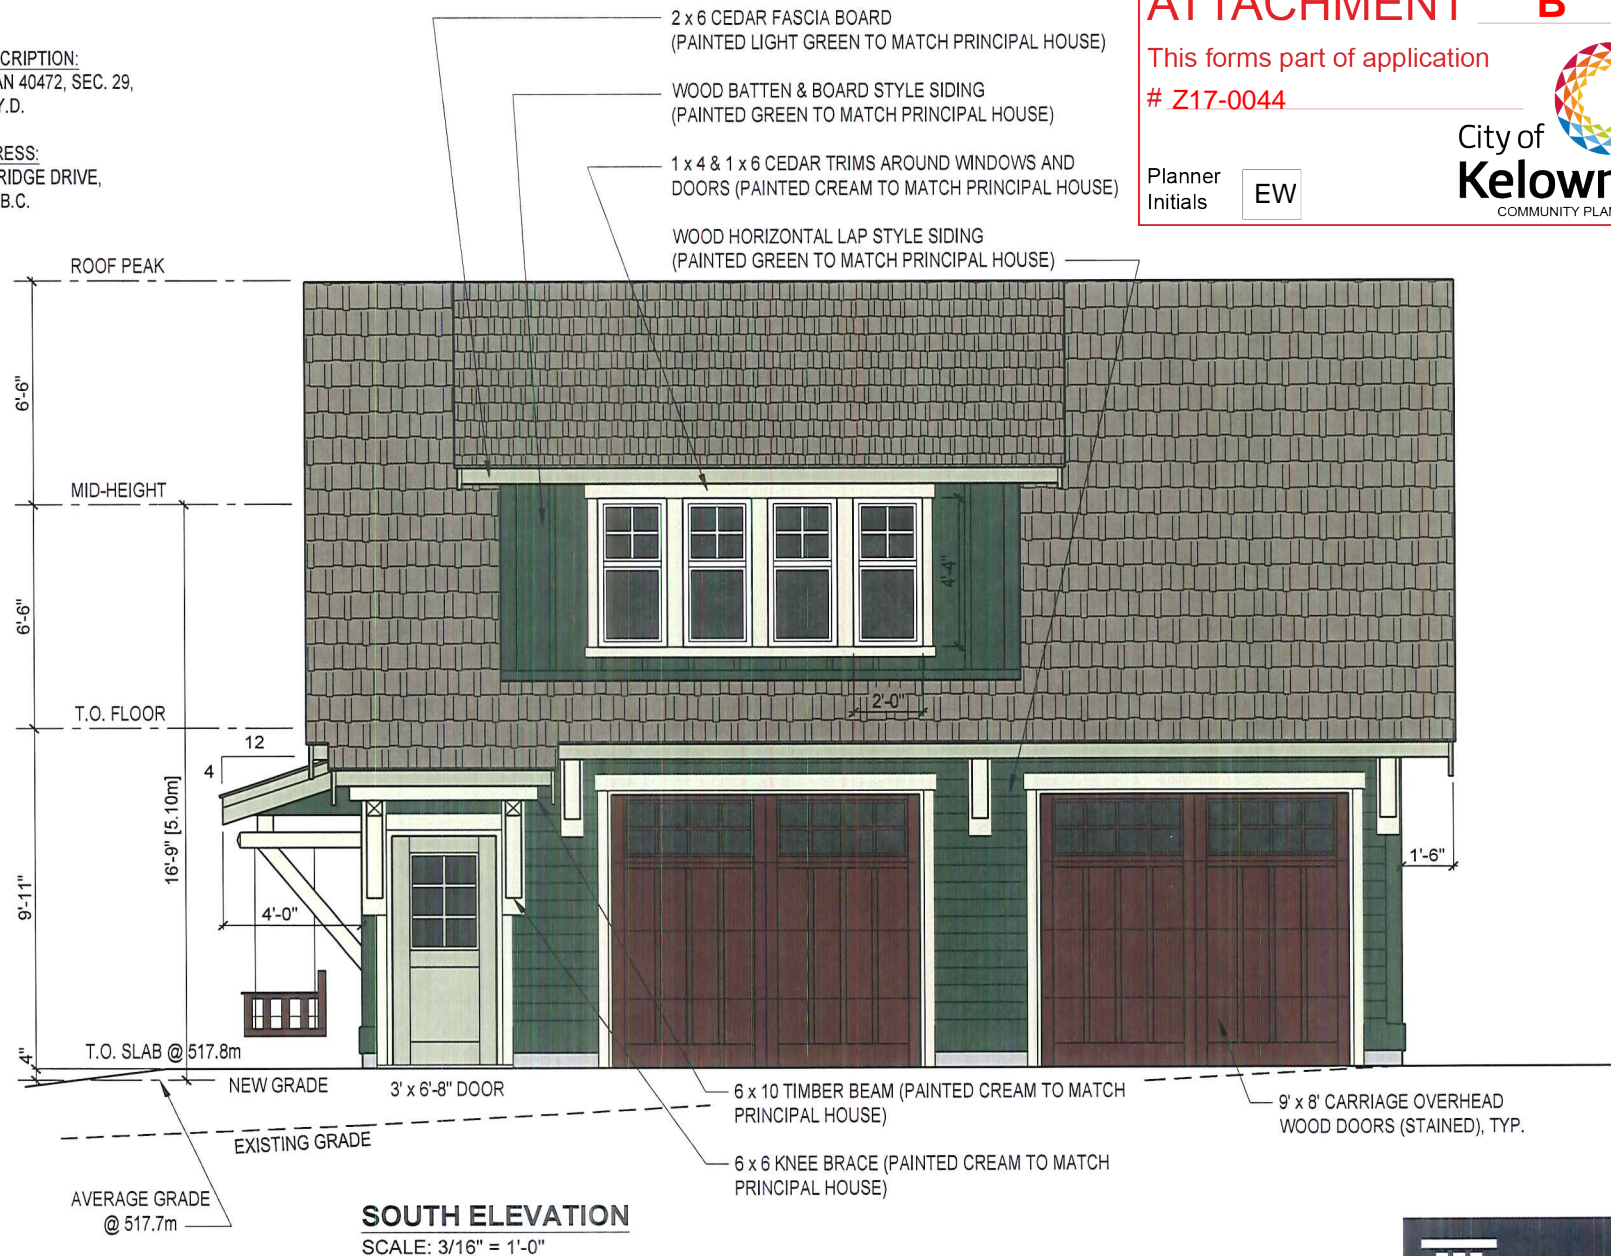 CRIPTION:
AN 40472, SEC. 29,
Y.D.
RESS:
RIDGE DRIVE,
B.C.
2 x 6 CEDAR FASCIA BOARD
(PAINTED LIGHT GREEN TO MATCH PRINCIPAL HOUSE)
WOOD BATTEN & BOARD STYLE SIDING
(PAINTED GREEN TO MATCH PRINCIPAL HOUSE)
1 x 4 & 1 x 6 CEDAR TRIMS AROUND WINDOWS AND
DOORS (PAINTED CREAM TO MATCH PRINCIPAL HOUSE)
WOOD HORIZONTAL LAP STYLE SIDING
(PAINTED GREEN TO MATCH PRINCIPAL HOUSE)
ATTACHMENT B
This forms part of application
# Z17-0044
City of
Kelown
COMMUNITY PLAN
Planner
Initials
EW
ROOF PEAK
6'-6"
MID-HEIGHT
6'-6"
4'-4"
2'-0"
T.O. FLOOR
12
4
16'-9" [5.10m]
9'-11"
4'-0"
1'-6"
4"
T.O. SLAB @ 517.8m
NEW GRADE
3' x 6'-8" DOOR
EXISTING GRADE
AVERAGE GRADE
@ 517.7m
6 x 10 TIMBER BEAM (PAINTED CREAM TO MATCH
PRINCIPAL HOUSE)
6 x 6 KNEE BRACE (PAINTED CREAM TO MATCH
PRINCIPAL HOUSE)
9' x 8' CARRIAGE OVERHEAD
WOOD DOORS (STAINED), TYP.
SOUTH ELEVATION
SCALE: 3/16" = 1'-0"